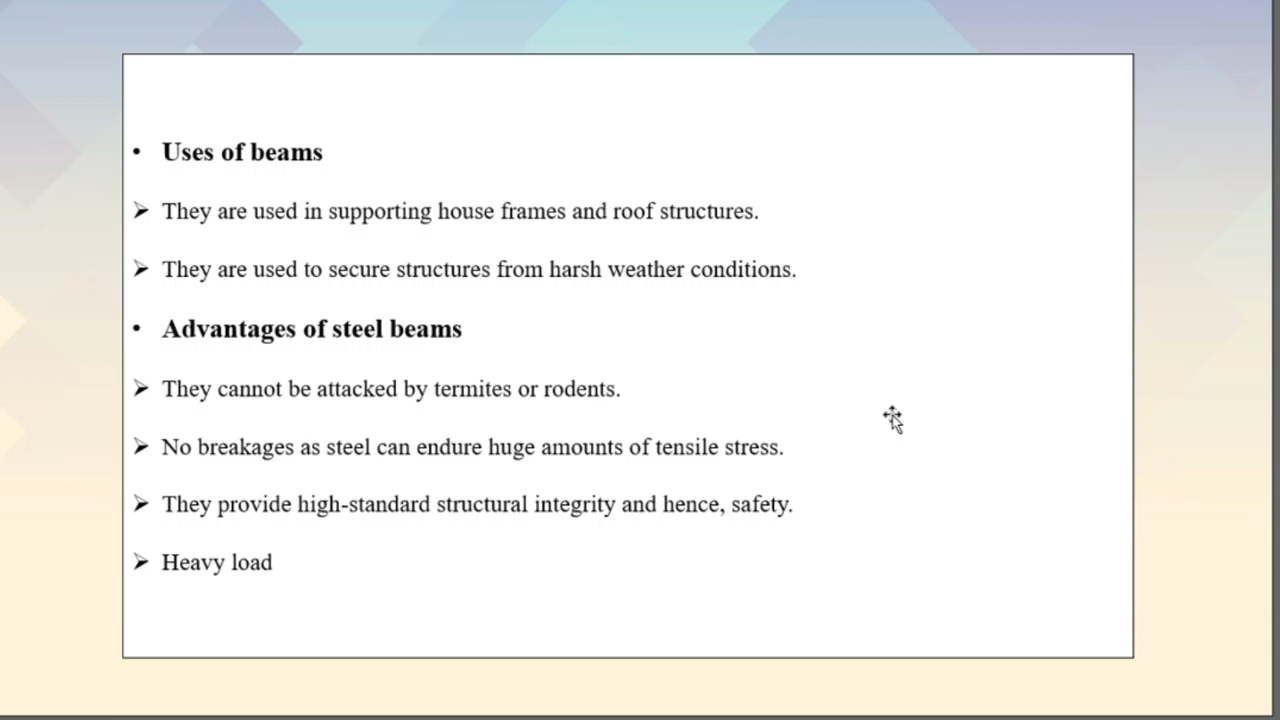 • Uses of beams
➢ They are used in supporting house frames and roof structures.
➢ They are used to secure structures from harsh weather conditions.
• Advantages of steel beams
➢ They cannot be attacked by termites or rodents.
➢ No breakages as steel can endure huge amounts of tensile stress.
➢ They provide high-standard structural integrity and hence, safety.
➢ Heavy load